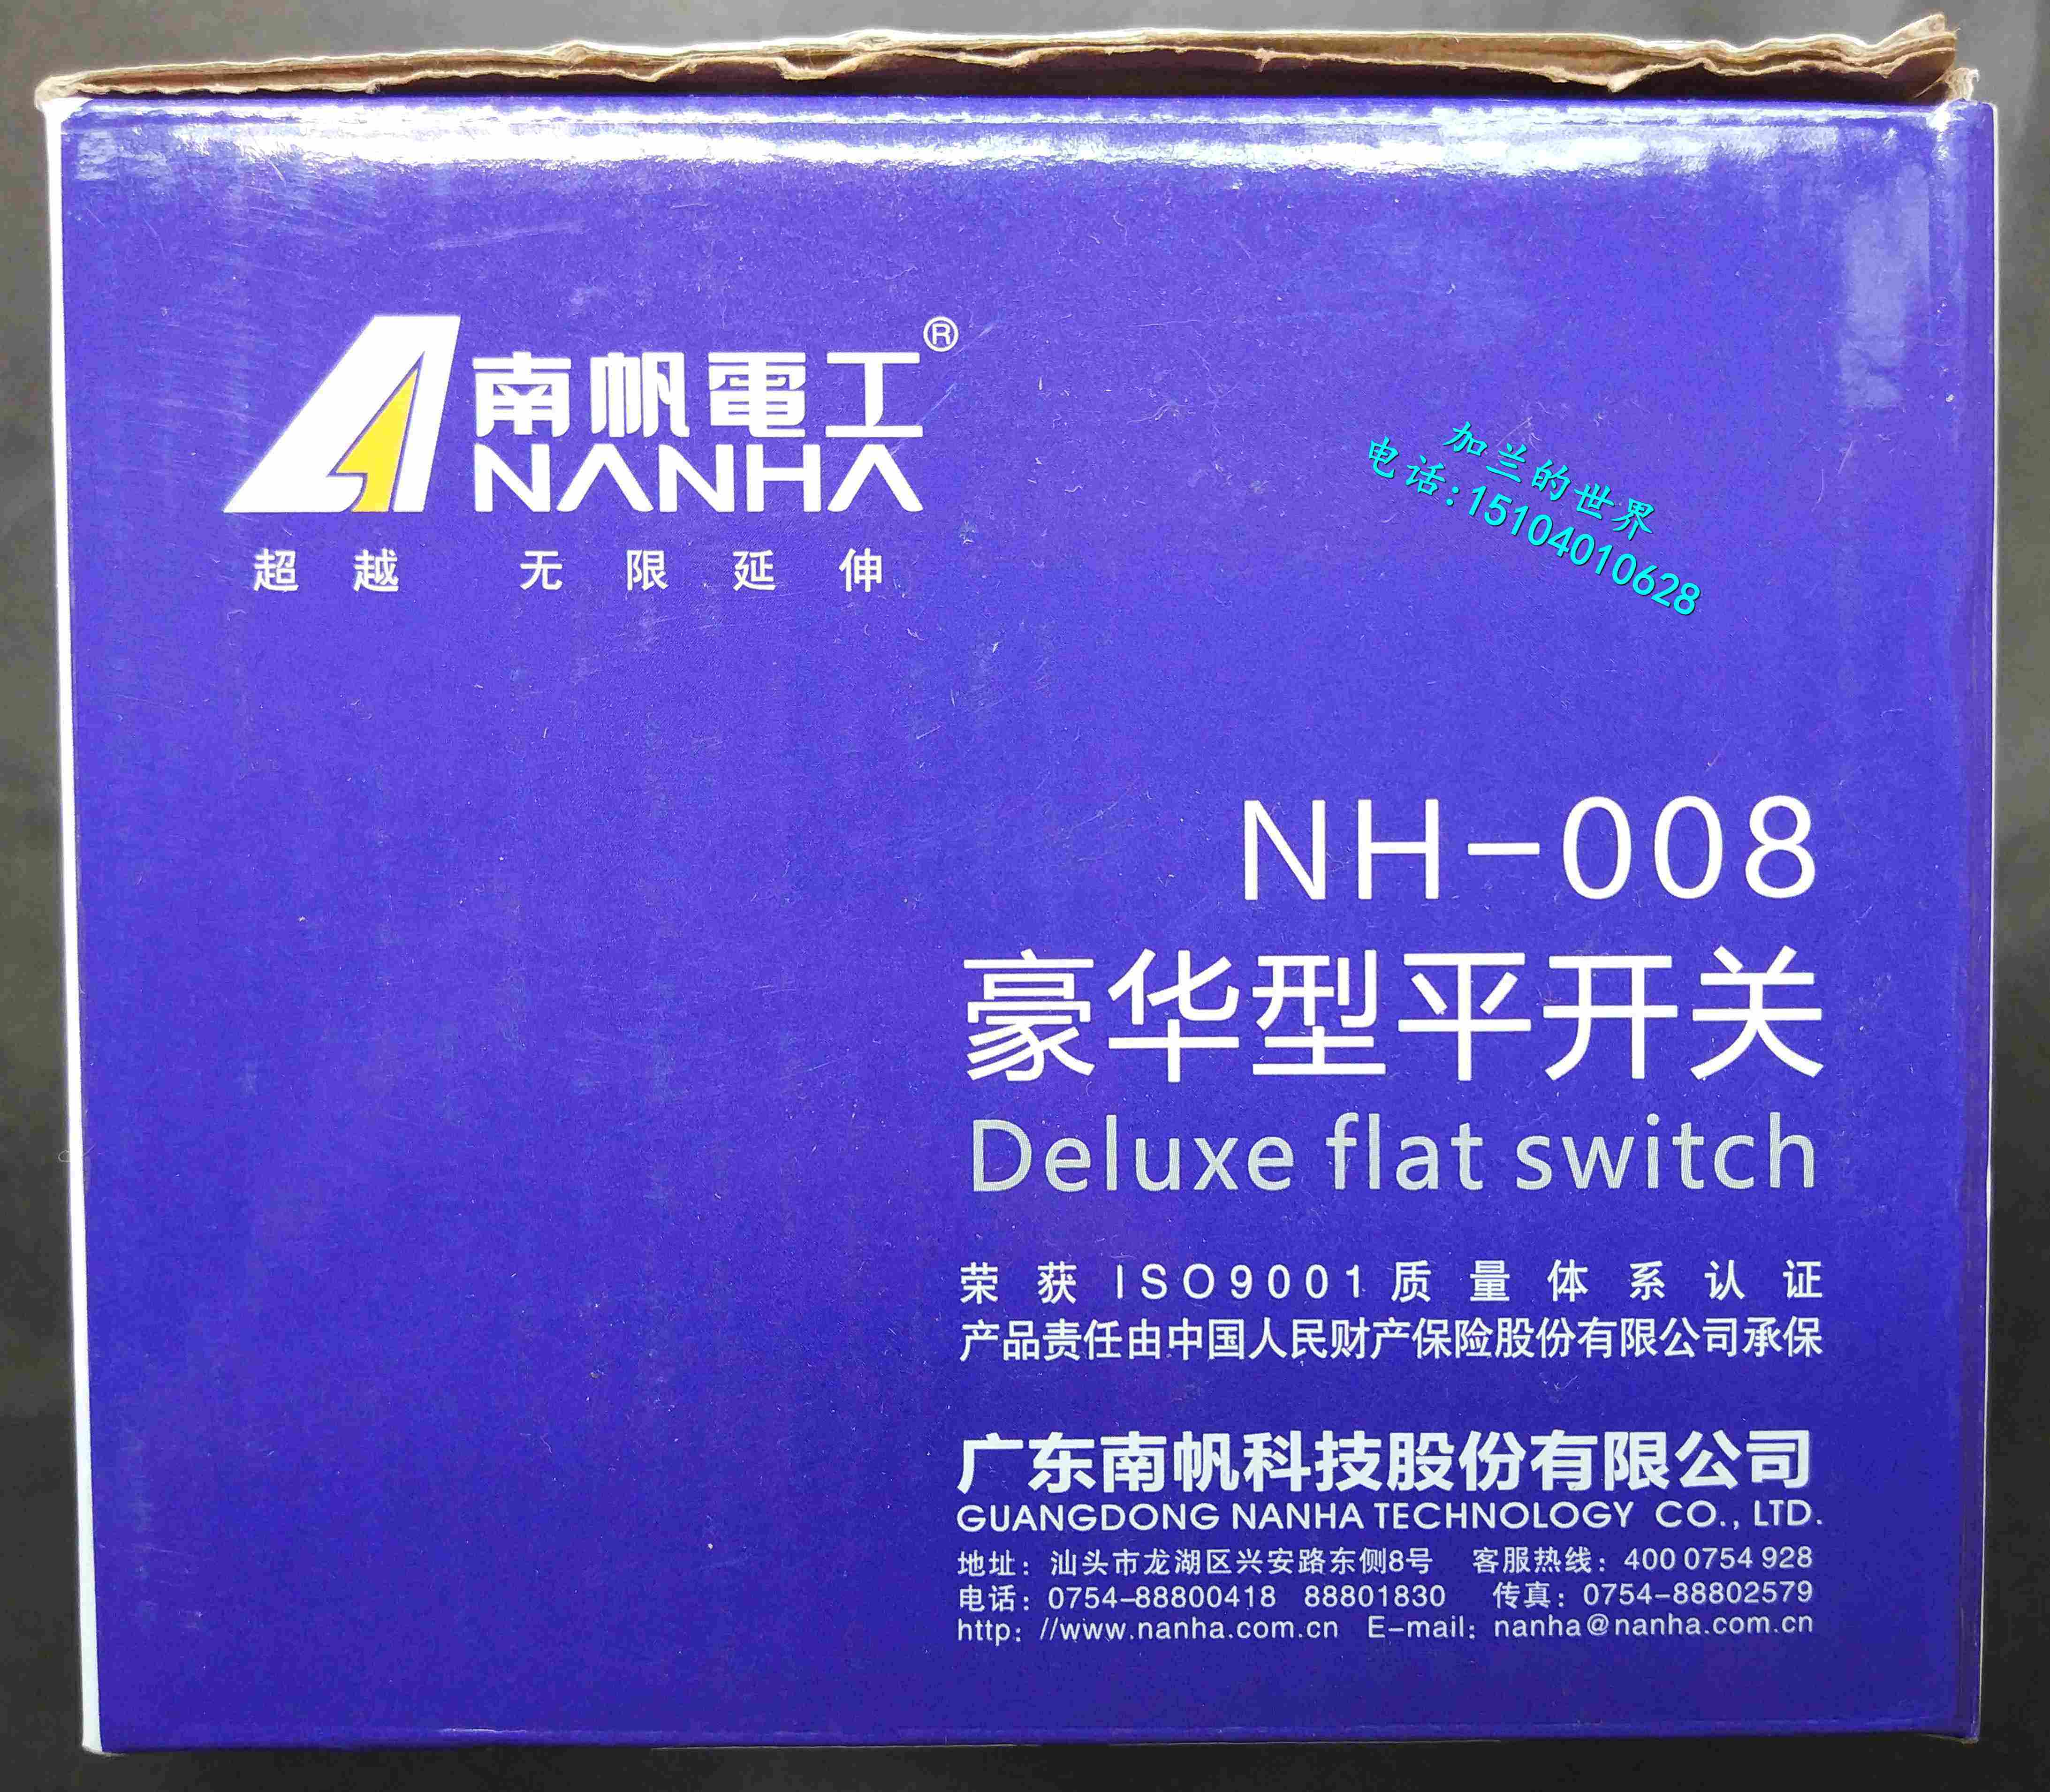 南帆電工®
NANHA
超越 无限延伸
加兰的世界
电话:15104010628
NH-008
豪华型平开关
Deluxe flat switch
荣获ISO9001质量体系认证
产品责任由中国人民财产保险股份有限公司承保
广东南帆科技股份有限公司
GUANGDONG NANHA TECHNOLOGY CO., LTD.
地址：汕头市龙湖区兴安路东侧8号 客服热线：400 0754 928
电话：0754-88800418 88801830 传真：0754-88802579
http: //www.nanha.com.cn E-mail: nanha@nanha.com.cn